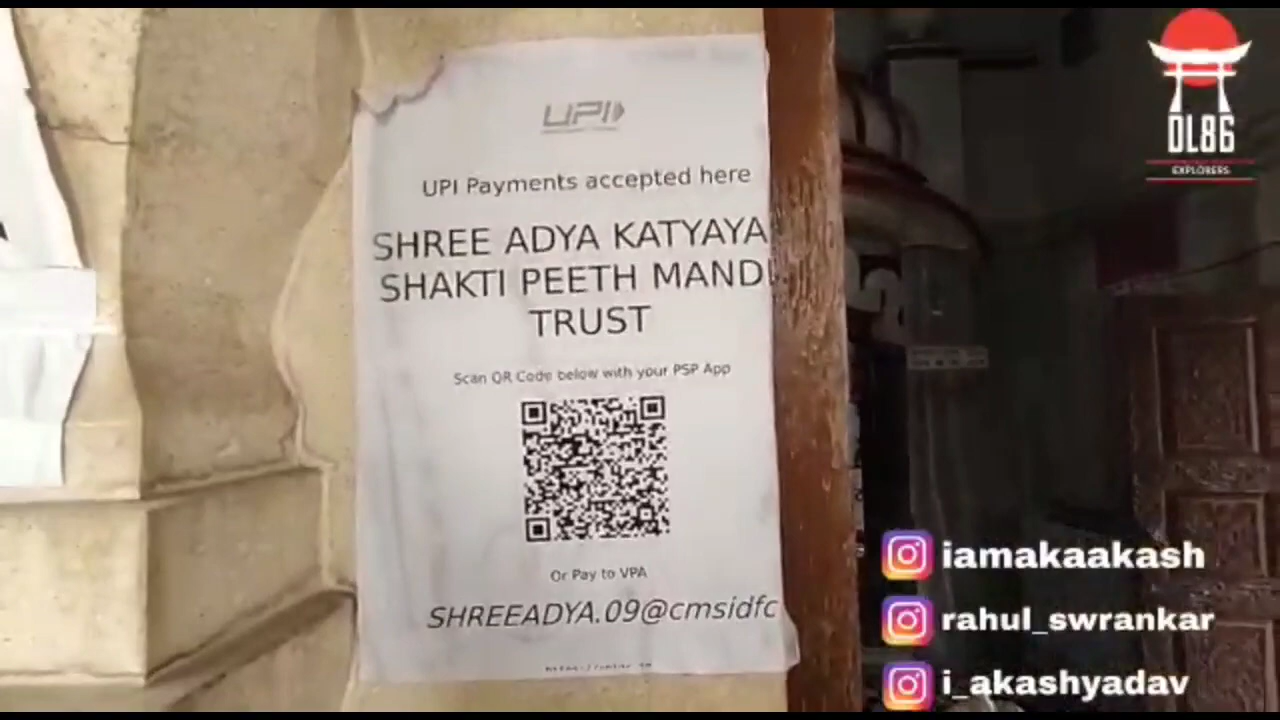 UPI
UPI Payments accepted here
SHREE ADYA KATYAYA
SHAKTI PEETH MANDI
TRUST
Scan QR Code below with your PSP App
Or Pay to VPA
SHREEADYA.09@cmsidfc
DL86
EXPLORERS
iamakaakash
rahul_swrankar
i_akashyadav